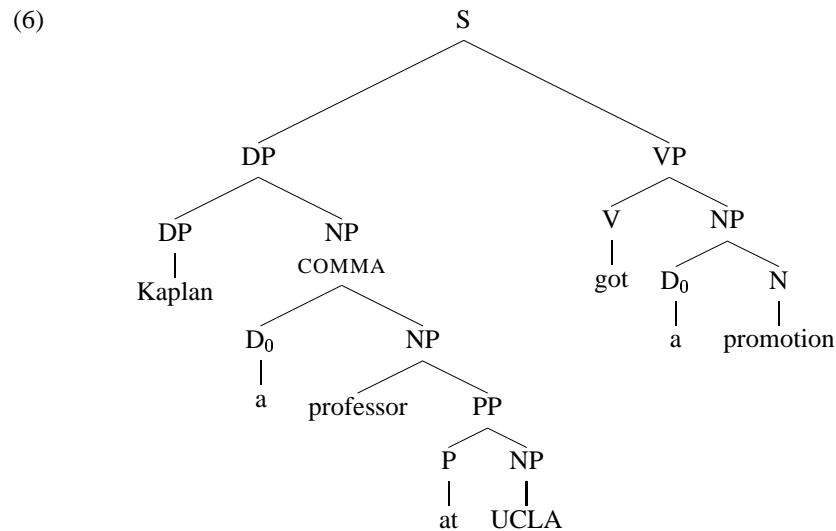 (6) S
DP VP
DP NP V NP
Kaplan COMMA got D₀ N
D₀ NP a promotion
a professor PP
P NP
at UCLA